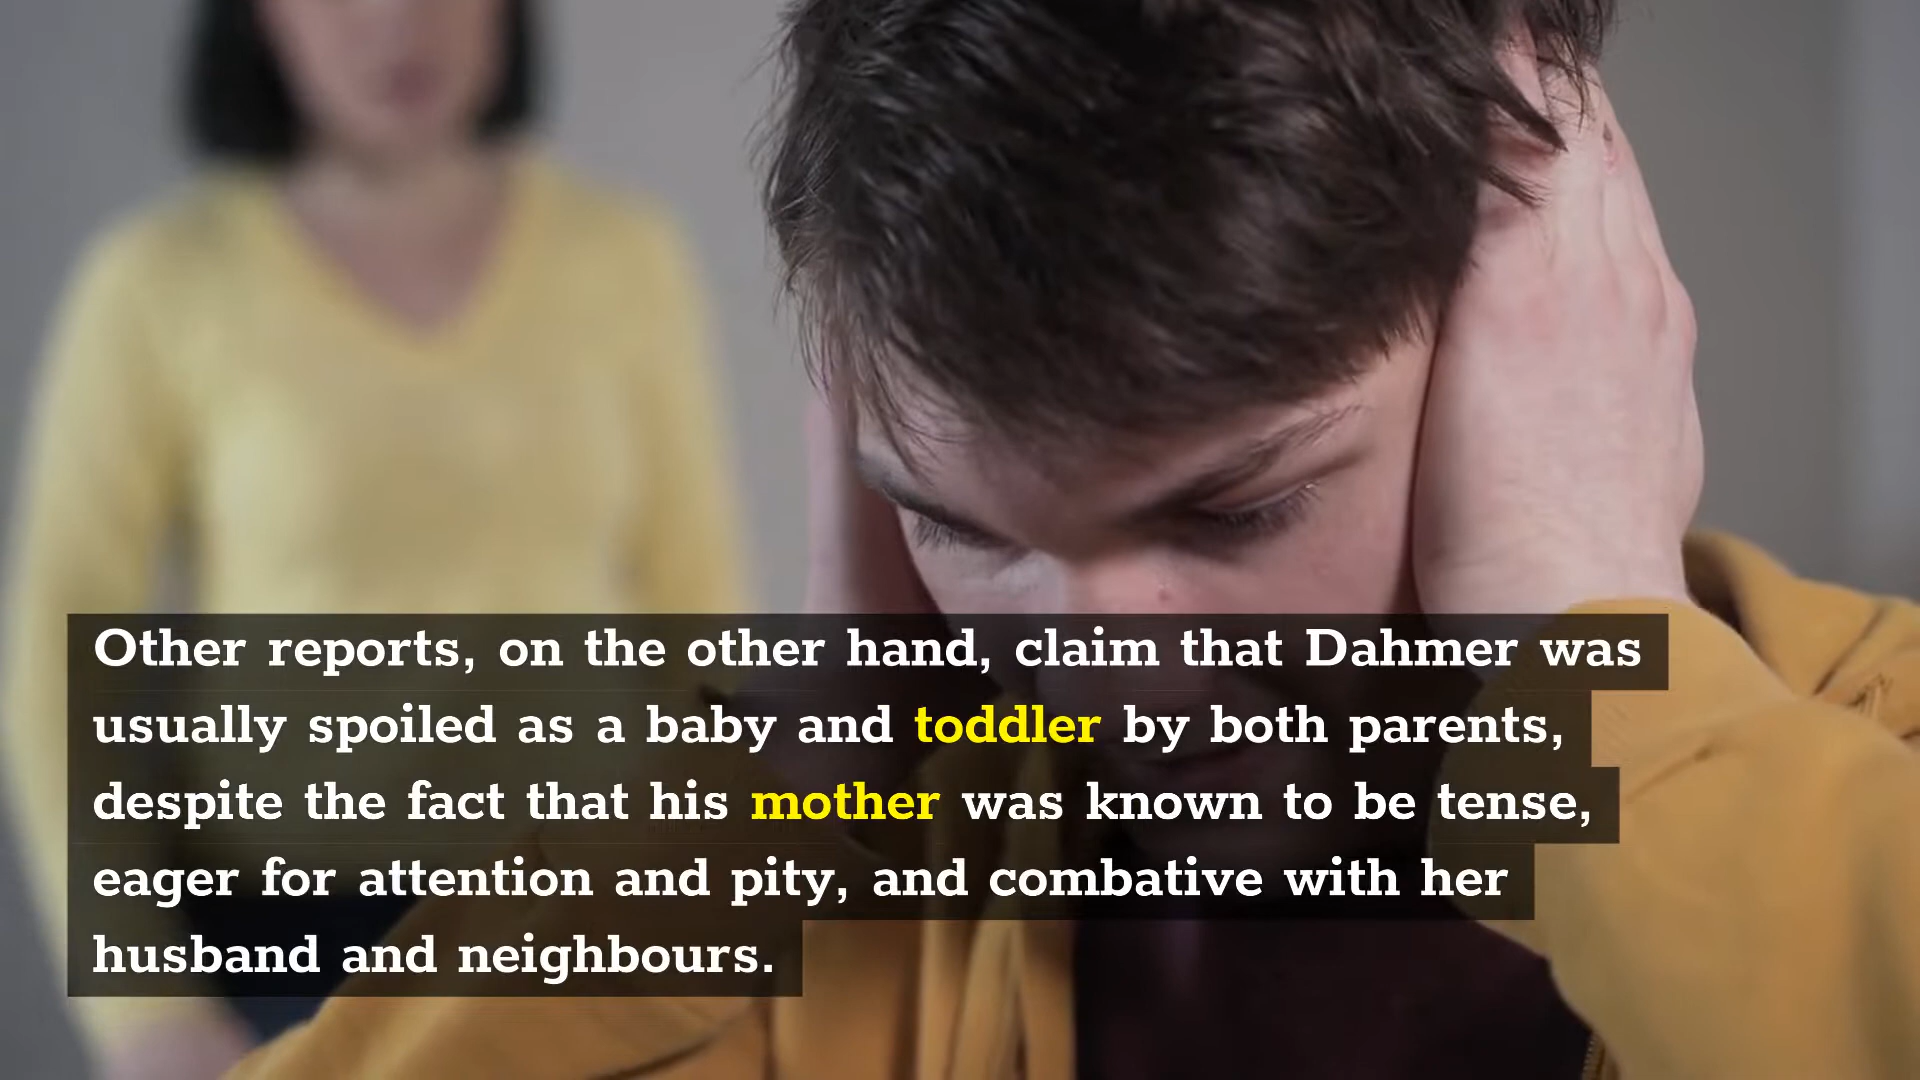 Other reports, on the other hand, claim that Dahmer was
usually spoiled as a baby and toddler by both parents,
despite the fact that his mother was known to be tense,
eager for attention and pity, and combative with her
husband and neighbours.